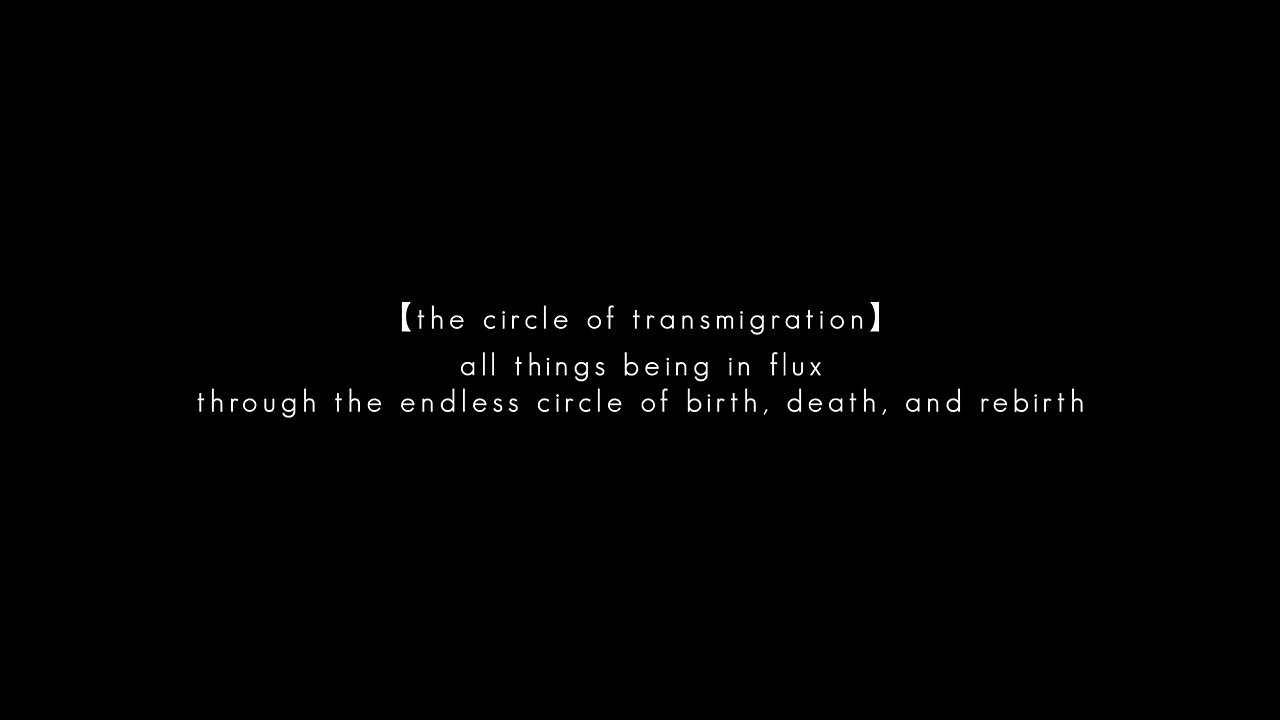 【the circle of transmigration】
all things being in flux
through the endless circle of birth, death, and rebirth